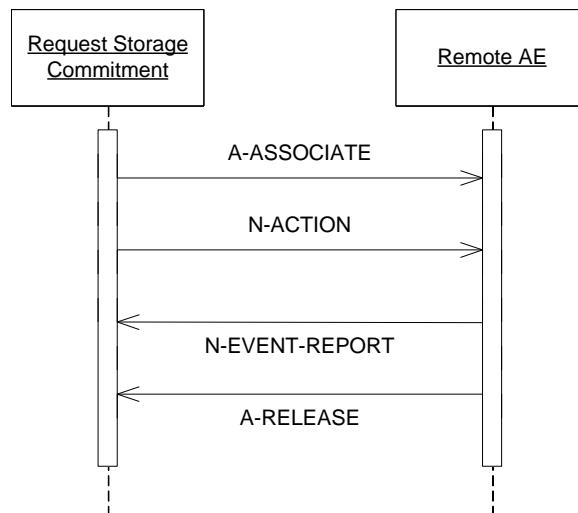 Request Storage
Commitment
Remote AE
A-ASSOCIATE
N-ACTION
N-EVENT-REPORT
A-RELEASE